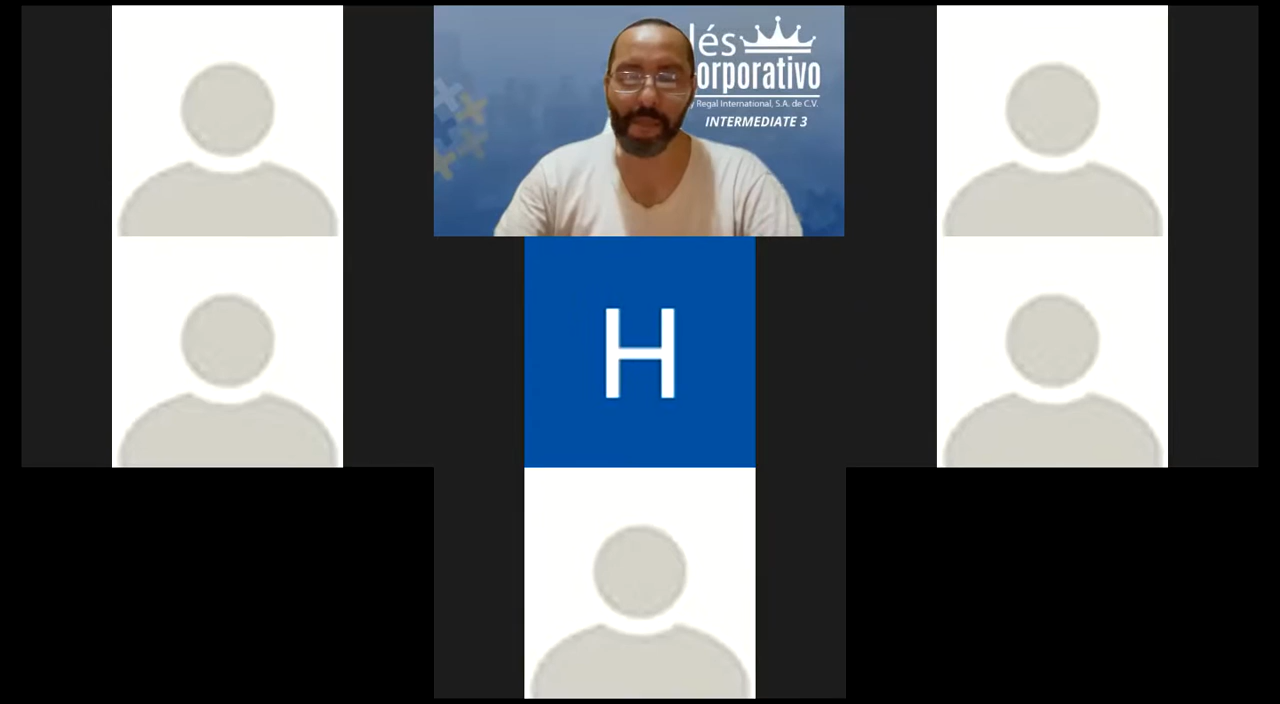 lés
orporativo
y Regal International, S.A. de C.V.
INTERMEDIATE 3
H